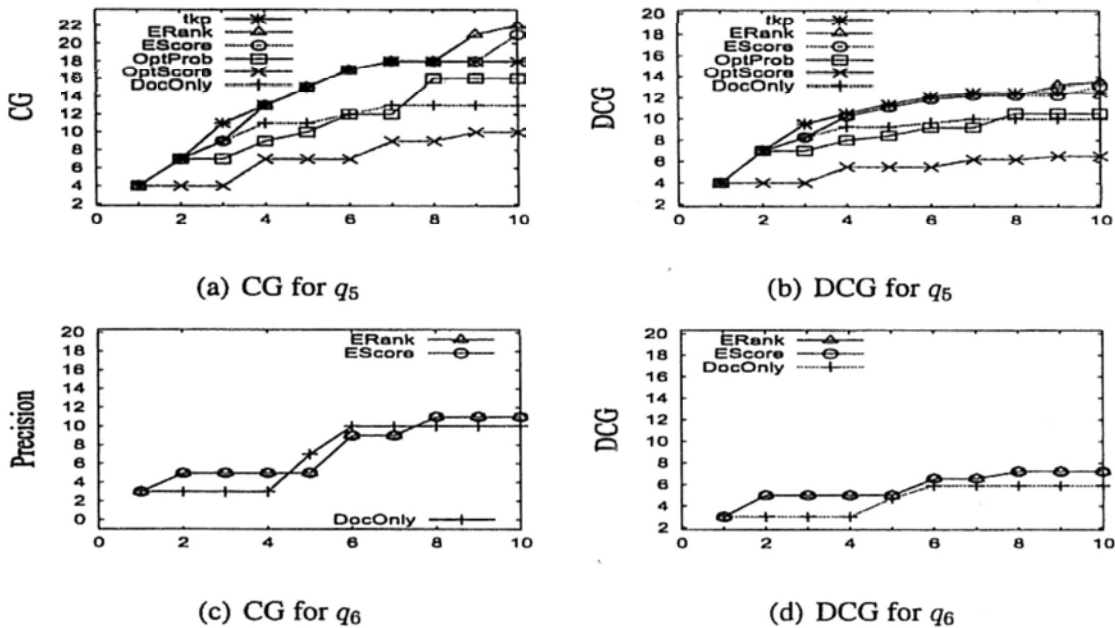 CG
22
20
18
16
14
12
10
8
6
4
2
tkp
ERank
EScore
OptProb
OptScore
DocOnly
0 2 4 6 8 10
(a) CG for q5
DCG
20
18
16
14
12
10
8
6
4
2
tkp
ERank
EScore
OptProb
OptScore
DocOnly
0 2 4 6 8 10
(b) DCG for q5
Precision
20
18
16
14
12
10
8
6
4
2
0
ERank
EScore
DocOnly
0 2 4 6 8 10
(c) CG for q6
DCG
20
18
16
14
12
10
8
6
4
2
ERank
EScore
DocOnly
0 2 4 6 8 10
(d) DCG for q6